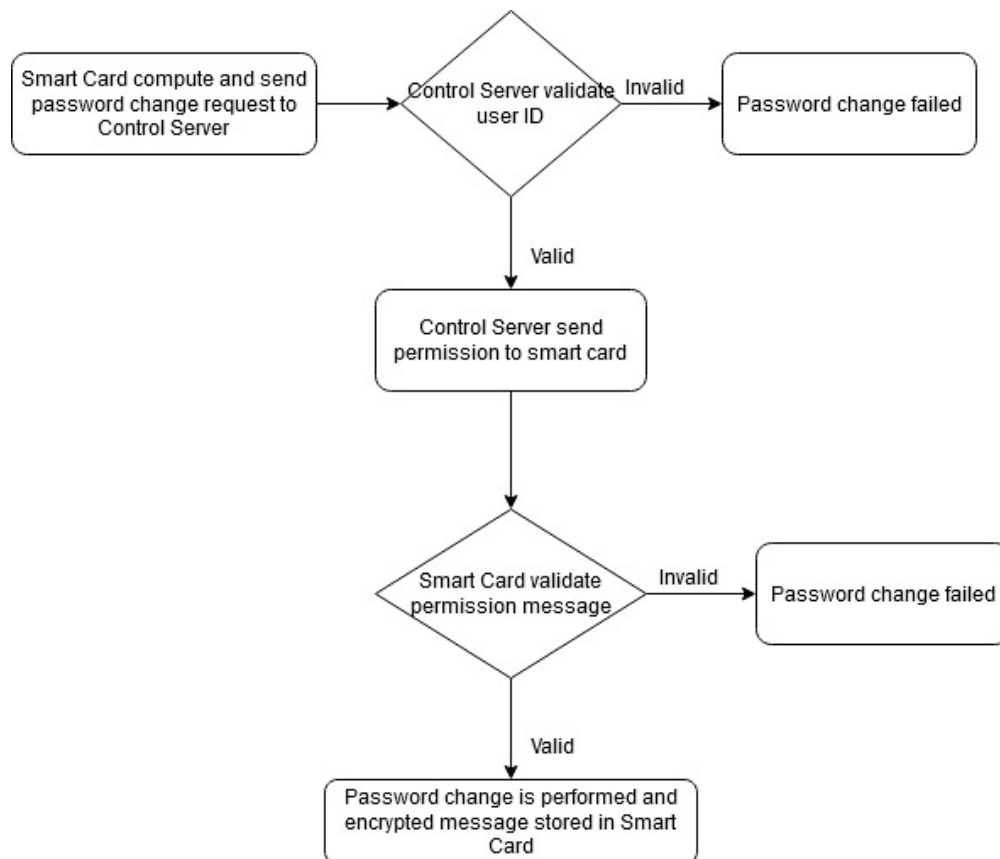 Smart Card compute and send
password change request to
Control Server
Control Server validate
user ID
Invalid
Password change failed
Valid
Control Server send
permission to smart card
Smart Card validate
permission message
Invalid
Password change failed
Valid
Password change is performed and
encrypted message stored in Smart
Card